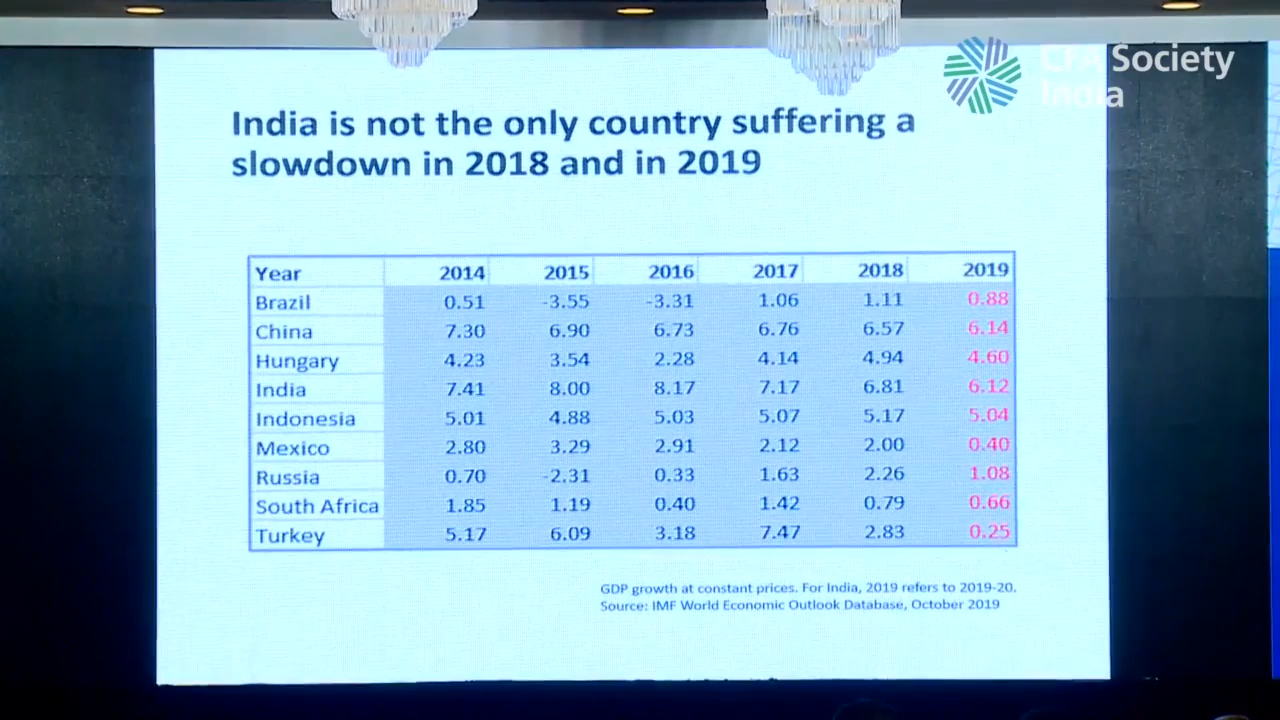 CFA Society
India
India is not the only country suffering a
slowdown in 2018 and in 2019
Year 2014 2015 2016 2017 2018 2019
Brazil 0.51 -3.55 -3.31 1.06 1.11 0.88
China 7.30 6.90 6.73 6.76 6.57 6.14
Hungary 4.23 3.54 2.28 4.14 4.94 4.60
India 7.41 8.00 8.17 7.17 6.81 6.12
Indonesia 5.01 4.88 5.03 5.07 5.17 5.04
Mexico 2.80 3.29 2.91 2.12 2.00 0.40
Russia 0.70 -2.31 0.33 1.63 2.26 1.08
South Africa 1.85 1.19 0.40 1.42 0.79 0.66
Turkey 5.17 6.09 3.18 7.47 2.83 0.25
GDP growth at constant prices. For India, 2019 refers to 2019-20.
Source: IMF World Economic Outlook Database, October 2019